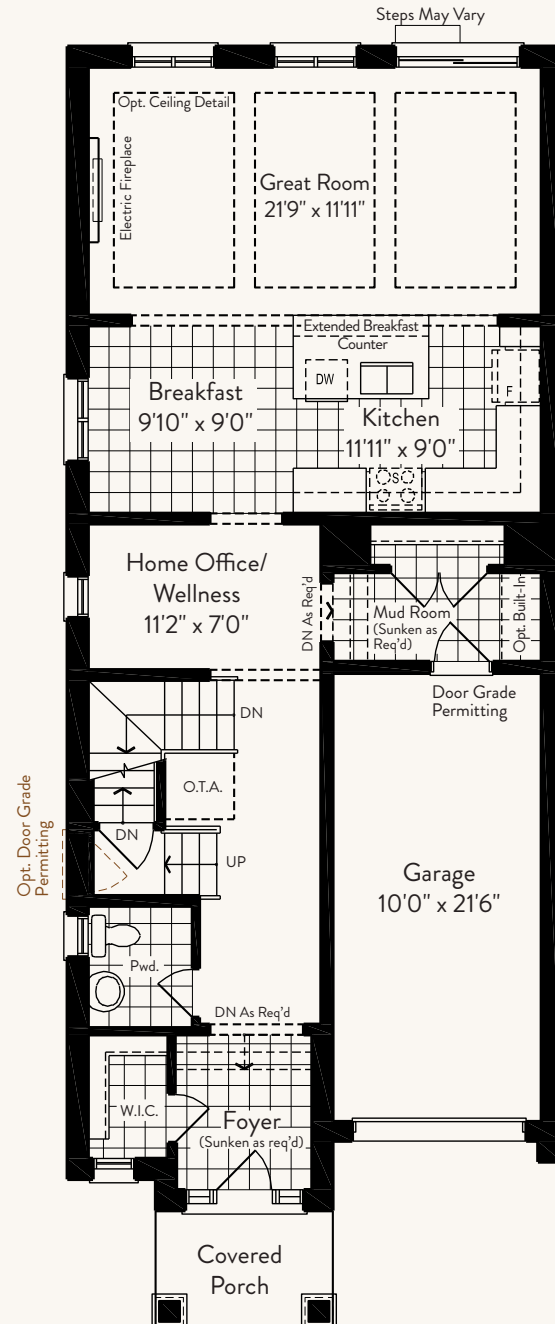 Steps May Vary
Opt. Ceiling Detail
Electric Fireplace
Great Room
21'9" x 11'11"
Extended Breakfast
Counter
DW
F
Breakfast
9'10" x 9'0"
Kitchen
11'11" x 9'0"
S
Home Office/
Wellness
11'2" x 7'0"
DN As Req'd
Mud Room
(Sunken as
Req'd)
Opt. Built-In
Door Grade
Permitting
DN
O.T.A.
DN
UP
Opt. Door Grade
Permitting
Garage
10'0" x 21'6"
Pwd.
DN As Req'd
W.I.C.
Foyer
(Sunken as req'd)
Covered
Porch